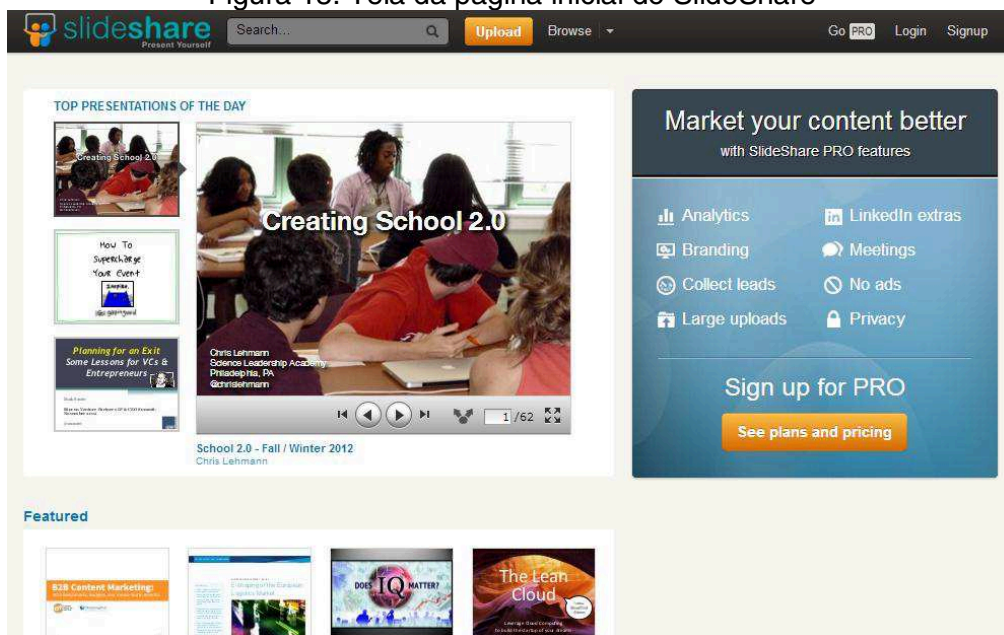 Figura 13: Tela da página inicial do SlideShare
slideshare
Present Yourself
Search...
Upload
Browse
Go PRO
Login
Signup
TOP PRESENTATIONS OF THE DAY
Creating School 2.0
How To
Supercharge
Your Event
Planning for an Exit
Some Lessons for VCs &
Entrepreneurs
Creating School 2.0
Chris Lehmann
Science Leadership Academy
Philadelphia, PA
@chrislehmann
1 /62
School 2.0 - Fall / Winter 2012
Chris Lehmann
Market your content better
with SlideShare PRO features
Analytics
LinkedIn extras
Branding
Meetings
Collect leads
No ads
Large uploads
Privacy
Sign up for PRO
See plans and pricing
Featured
B2B Content Marketing:
DOES IQ MATTER?
The Lean
Cloud